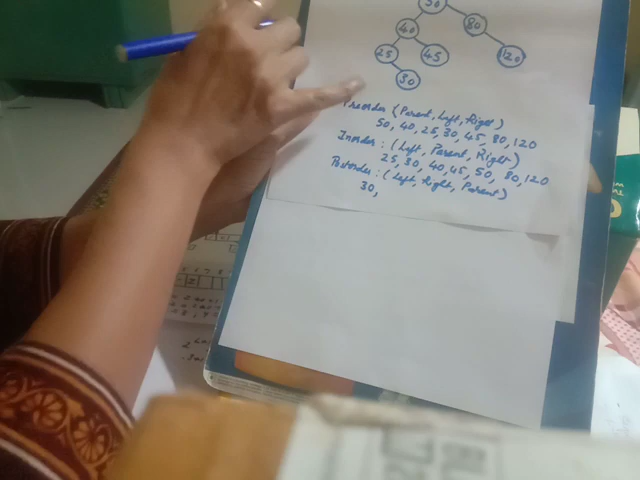 50
40 80
25 45 120
30
Preorder (Parent, Left, Right)
50, 40, 25, 30, 45, 80, 120
Inorder : (Left, Parent, Right)
25, 30, 40, 45, 50, 80, 120
Postorder : (Left, Right, Parent)
30,